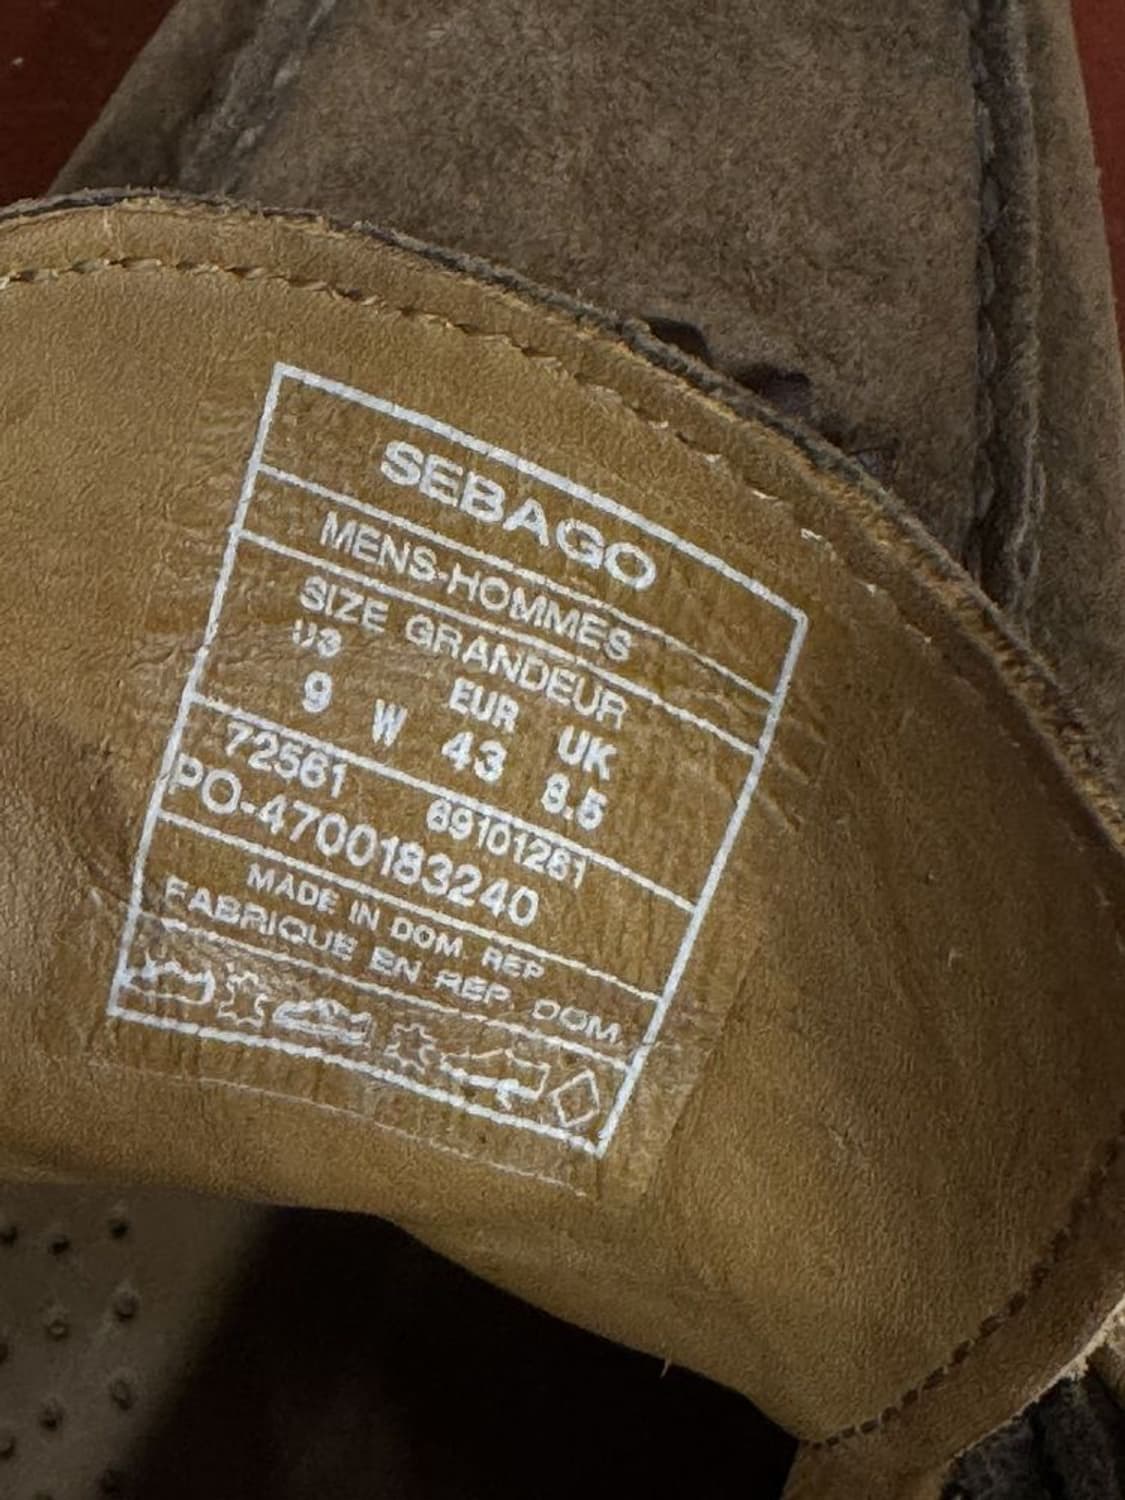 SEBAGO
MENS-HOMMES
SIZE GRANDEUR
US EUR UK
9 W 43 8.5
72561 69101281
PO-4700183240
MADE IN DOM. REP
FABRIQUE EN REP. DOM.